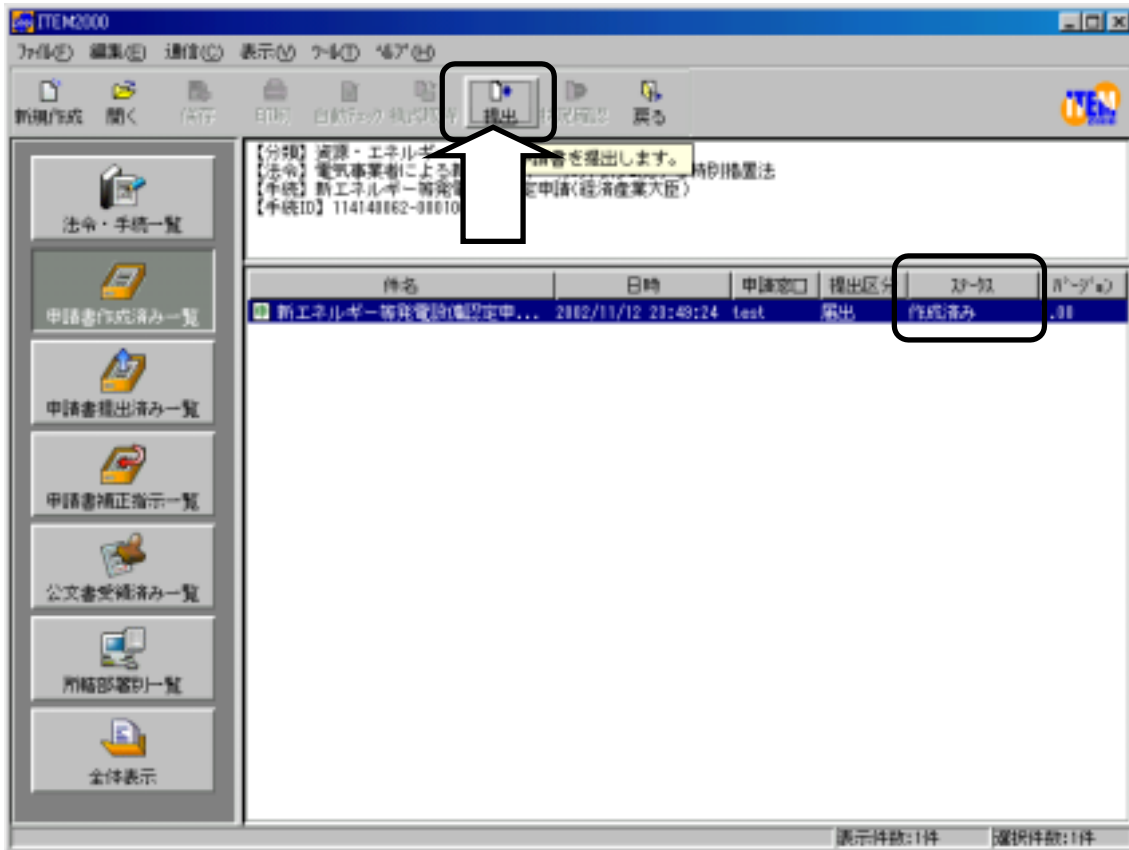 ITEM2000
ﾌｧｲﾙ(F) 編集(E) 通信(C) 表示(V) ﾂｰﾙ(T) ﾍﾙﾌﾟ(H)
新規作成 開く 保存 印刷 自動チェック 提出 状況確認 戻る
ITEM 2000
【分類】資源・エネルギー 請書を提出します。
【法令】電気事業者による新 特別措置法
【手続】新エネルギー等発電 定申請(経済産業大臣)
【手続ID】114140062-00010
法令・手続一覧
申請書作成済み一覧
申請書提出済み一覧
申請書補正指示一覧
公文書受領済み一覧
所轄部署別一覧
全体表示
件名 日時 申請窓口 提出区分 ｽﾃｰﾀｽ ﾊﾞｰｼﾞｮﾝ
新エネルギー等発電設備認定申... 2002/11/12 20:49:24 test 届出 作成済み .00
表示件数:1件 選択件数:1件